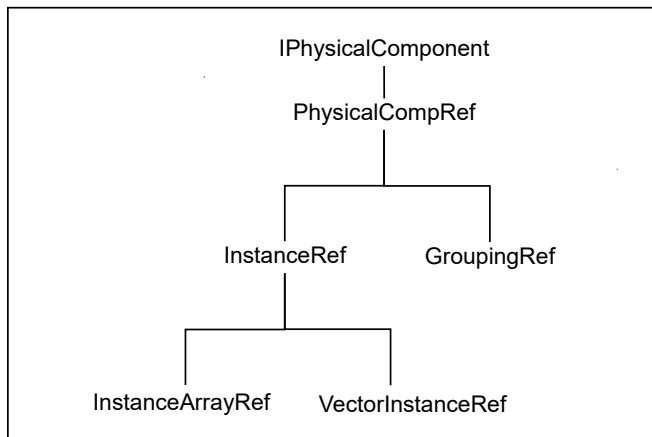 IPhysicalComponent
PhysicalCompRef
InstanceRef GroupingRef
InstanceArrayRef VectorInstanceRef